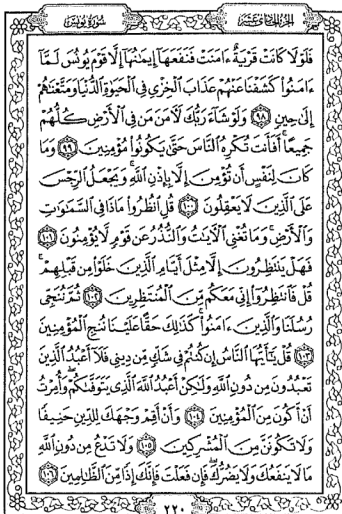 سُورَةُ يُونُسَ
الجزء الحادي عشر
فَلَوْلَا كَانَتْ قَرْيَةٌ ءَامَنَتْ فَنَفَعَهَآ إِيمَٰنُهَآ إِلَّا قَوْمَ يُونُسَ لَمَّآ
ءَامَنُوا۟ كَشَفْنَا عَنْهُمْ عَذَابَ ٱلْخِزْىِ فِى ٱلْحَيَوٰةِ ٱلدُّنْيَا وَمَتَّعْنَٰهُمْ
إِلَىٰ حِينٍ ٩٨ وَلَوْ شَآءَ رَبُّكَ لَءَامَنَ مَن فِى ٱلْأَرْضِ كُلُّهُمْ
جَمِيعًا ۚ أَفَأَنتَ تُكْرِهُ ٱلنَّاسَ حَتَّىٰ يَكُونُوا۟ مُؤْمِنِينَ ٩٩ وَمَا
كَانَ لِنَفْسٍ أَن تُؤْمِنَ إِلَّا بِإِذْنِ ٱللَّهِ ۚ وَيَجْعَلُ ٱلرِّجْسَ
عَلَى ٱلَّذِينَ لَا يَعْقِلُونَ ١٠٠ قُلِ ٱنظُرُوا۟ مَاذَا فِى ٱلسَّمَٰوَٰتِ
وَٱلْأَرْضِ ۚ وَمَا تُغْنِى ٱلْءَايَٰتُ وَٱلنُّذُرُ عَن قَوْمٍ لَّا يُؤْمِنُونَ ١٠١
فَهَلْ يَنتَظِرُونَ إِلَّا مِثْلَ أَيَّامِ ٱلَّذِينَ خَلَوْا۟ مِن قَبْلِهِمْ ۚ
قُلْ فَٱنتَظِرُوٓا۟ إِنِّى مَعَكُم مِّنَ ٱلْمُنتَظِرِينَ ١٠٢ ثُمَّ نُنَجِّى
رُسُلَنَا وَٱلَّذِينَ ءَامَنُوا۟ ۚ كَذَٰلِكَ حَقًّا عَلَيْنَا نُنجِ ٱلْمُؤْمِنِينَ
١٠٣ قُلْ يَٰٓأَيُّهَا ٱلنَّاسُ إِن كُنتُمْ فِى شَكٍّ مِّن دِينِى فَلَآ أَعْبُدُ ٱلَّذِينَ
تَعْبُدُونَ مِن دُونِ ٱللَّهِ وَلَٰكِنْ أَعْبُدُ ٱللَّهَ ٱلَّذِى يَتَوَفَّىٰكُمْ ۖ وَأُمِرْتُ
أَنْ أَكُونَ مِنَ ٱلْمُؤْمِنِينَ ١٠٤ وَأَنْ أَقِمْ وَجْهَكَ لِلدِّينِ حَنِيفًا
وَلَا تَكُونَنَّ مِنَ ٱلْمُشْرِكِينَ ١٠٥ وَلَا تَدْعُ مِن دُونِ ٱللَّهِ
مَا لَا يَنفَعُكَ وَلَا يَضُرُّكَ ۖ فَإِن فَعَلْتَ فَإِنَّكَ إِذًا مِّنَ ٱلظَّٰلِمِينَ ١٠٦
٢٢٠